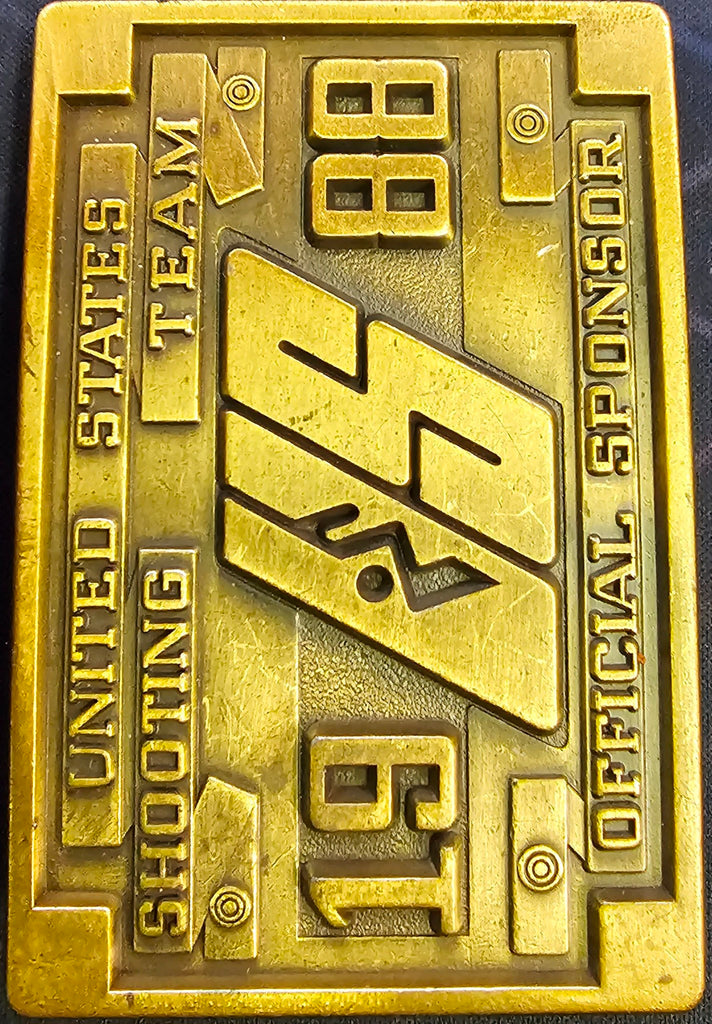 UNITED STATES
SHOOTING TEAM
19 88
OFFICIAL SPONSOR